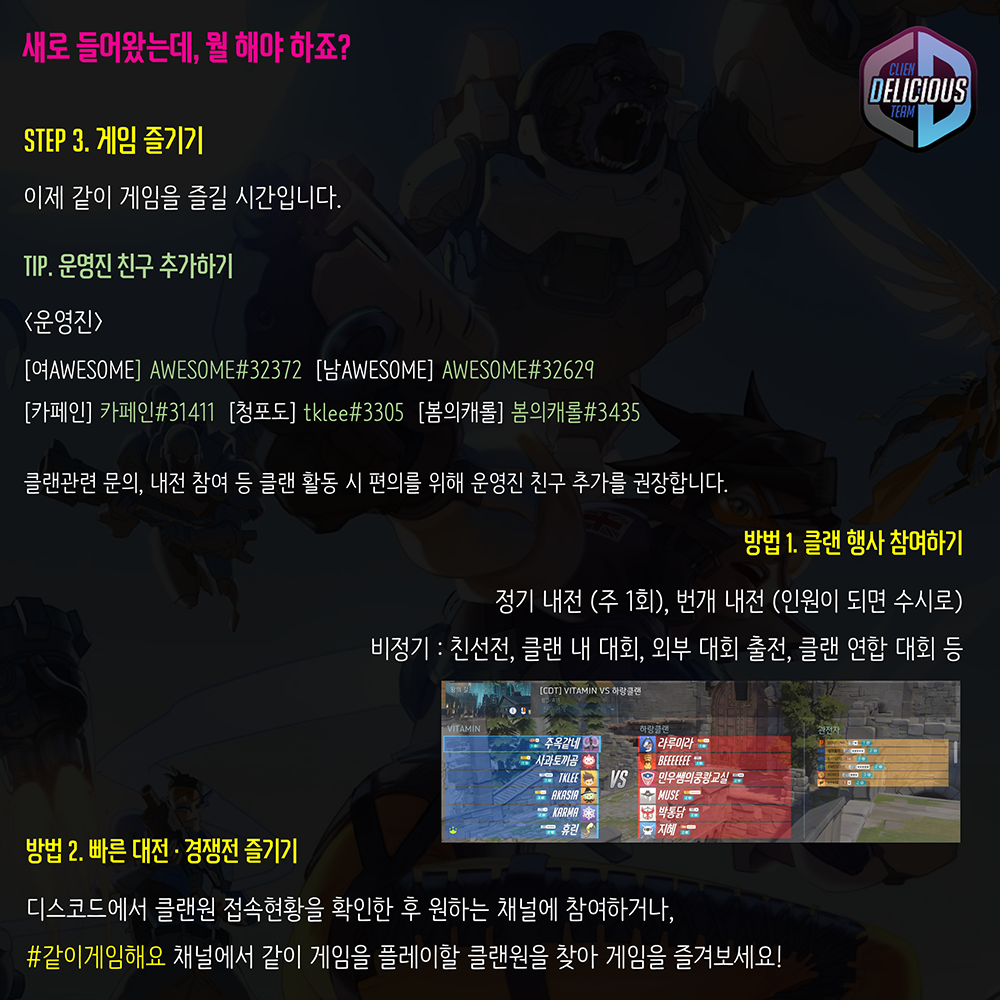 새로 들어왔는데, 뭘 해야 하죠?
CLIEN
DELICIOUS
TEAM
STEP 3. 게임 즐기기
이제 같이 게임을 즐길 시간입니다.
TIP. 운영진 친구 추가하기
<운영진>
[여AWESOME] AWESOME#32372 [남AWESOME] AWESOME#32629
[카페인] 카페인#31411 [청포도] tklee#3305 [봄의캐롤] 봄의캐롤#3435
클랜관련 문의, 내전 참여 등 클랜 활동 시 편의를 위해 운영진 친구 추가를 권장합니다.
방법 1. 클랜 행사 참여하기
정기 내전 (주 1회), 번개 내전 (인원이 되면 수시로)
비정기 : 친선전, 클랜 내 대회, 외부 대회 출전, 클랜 연합 대회 등
[CDT] VITAMIN VS 하랑클랜
VITAMIN
하랑클랜
관전자
주옥같네
라루이라
사과토끼곰
BEEEEEEE
TKLEE
VS
민우쌤의쿵쾅교실
AKASIA
MUSE
KARMA
박통닭
휴린
지혜
방법 2. 빠른 대전 · 경쟁전 즐기기
디스코드에서 클랜원 접속현황을 확인한 후 원하는 채널에 참여하거나,
#같이게임해요 채널에서 같이 게임을 플레이할 클랜원을 찾아 게임을 즐겨보세요!